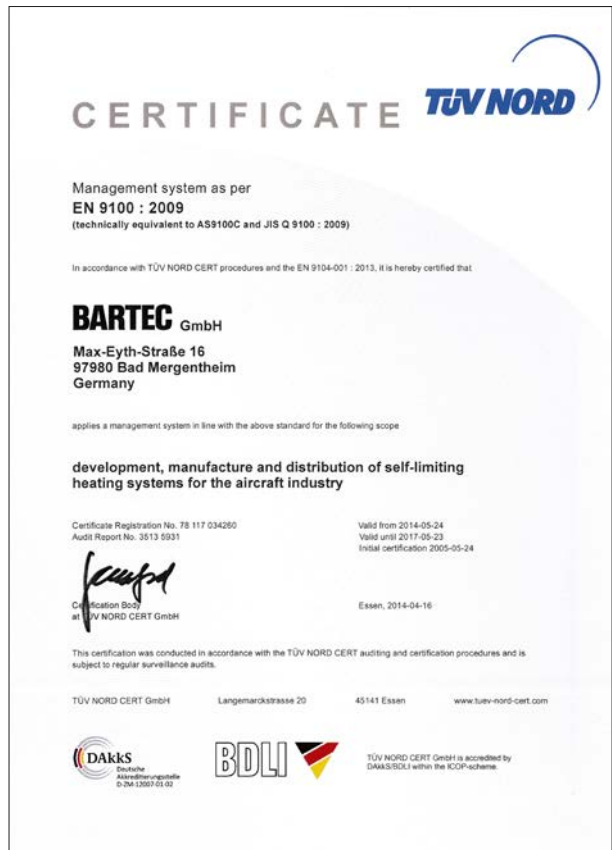 CERTIFICATE
TÜV NORD
Management system as per
EN 9100 : 2009
(technically equivalent to AS9100C and JIS Q 9100 : 2009)
In accordance with TÜV NORD CERT procedures and the EN 9104-001 : 2013, it is hereby certified that
BARTEC GmbH
Max-Eyth-Straße 16
97980 Bad Mergentheim
Germany
applies a management system in line with the above standard for the following scope
development, manufacture and distribution of self-limiting
heating systems for the aircraft industry
Certificate Registration No. 78 117 034260
Audit Report No. 3513 5931
Valid from 2014-05-24
Valid until 2017-05-23
Initial certification 2005-05-24
Certification Body
at TÜV NORD CERT GmbH
Essen, 2014-04-16
This certification was conducted in accordance with the TÜV NORD CERT auditing and certification procedures and is
subject to regular surveillance audits.
TÜV NORD CERT GmbH Langemarckstrasse 20 45141 Essen www.tuev-nord-cert.com
DAkkS
Deutsche
Akkreditierungsstelle
D-ZM-12007-01-02
BDLI
TÜV NORD CERT GmbH is accredited by
DAkkS/BDLI within the ICOP-scheme.